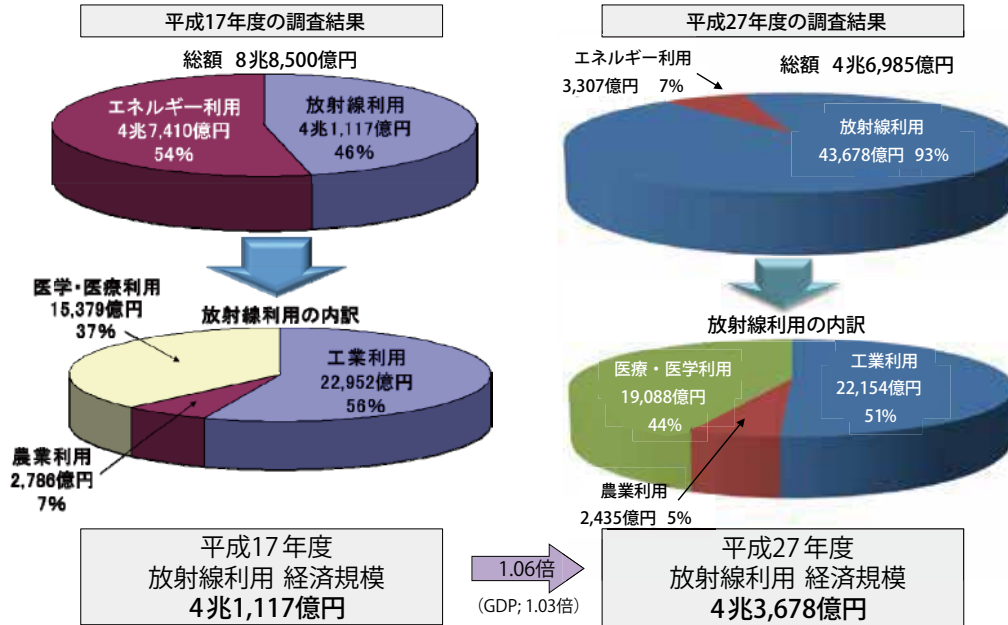 平成17年度の調査結果
総額 8兆8,500億円
エネルギー利用
4兆7,410億円
54%
放射線利用
4兆1,117億円
46%
医学・医療利用
15,379億円
37%
放射線利用の内訳
工業利用
22,952億円
56%
農業利用
2,786億円
7%
平成17年度
放射線利用 経済規模
4兆1,117億円
1.06倍
(GDP; 1.03倍)
平成27年度の調査結果
エネルギー利用
3,307億円 7%
総額 4兆6,985億円
放射線利用
43,678億円 93%
放射線利用の内訳
医療・医学利用
19,088億円
44%
工業利用
22,154億円
51%
農業利用
2,435億円 5%
平成27年度
放射線利用 経済規模
4兆3,678億円